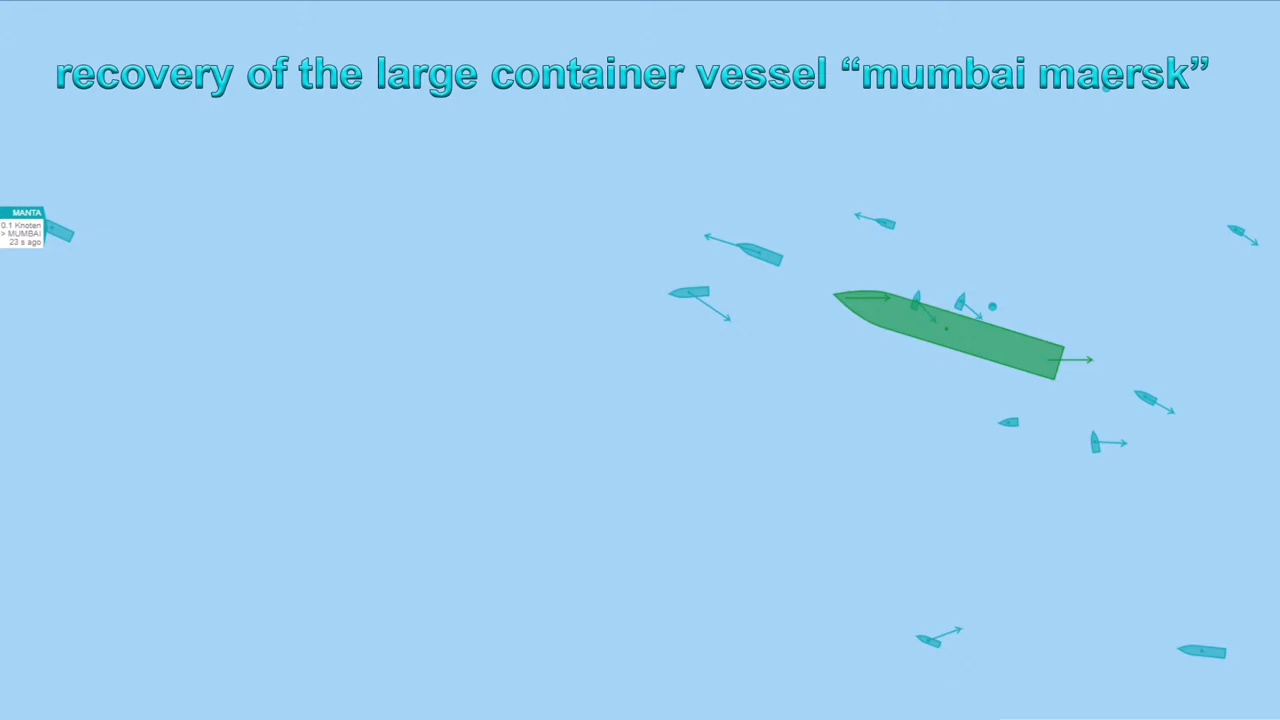 recovery of the large container vessel “mumbai maersk”
MANTA
0.1 Knoten
> MUMBAI
23 s ago